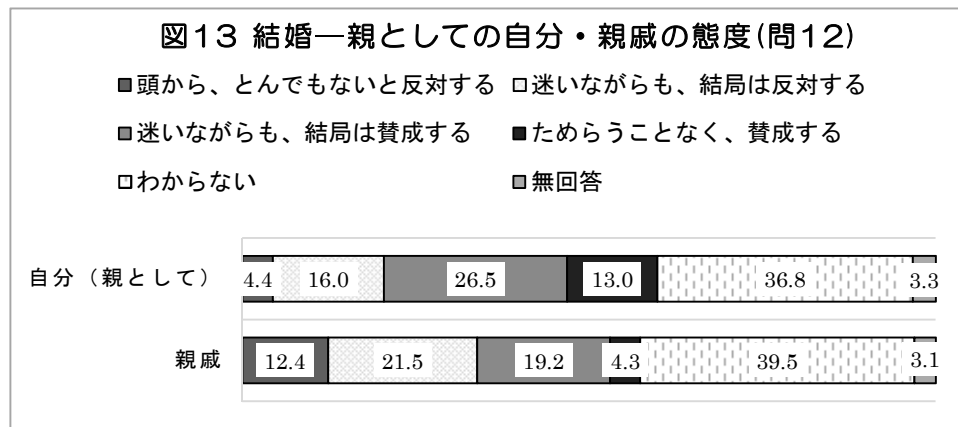 図13 結婚―親としての自分・親戚の態度(問12)
■頭から、とんでもないと反対する □迷いながらも、結局は反対する
■迷いながらも、結局は賛成する ■ためらうことなく、賛成する
□わからない ■無回答
自分（親として） 4.4 16.0 26.5 13.0 36.8 3.3
親戚 12.4 21.5 19.2 4.3 39.5 3.1